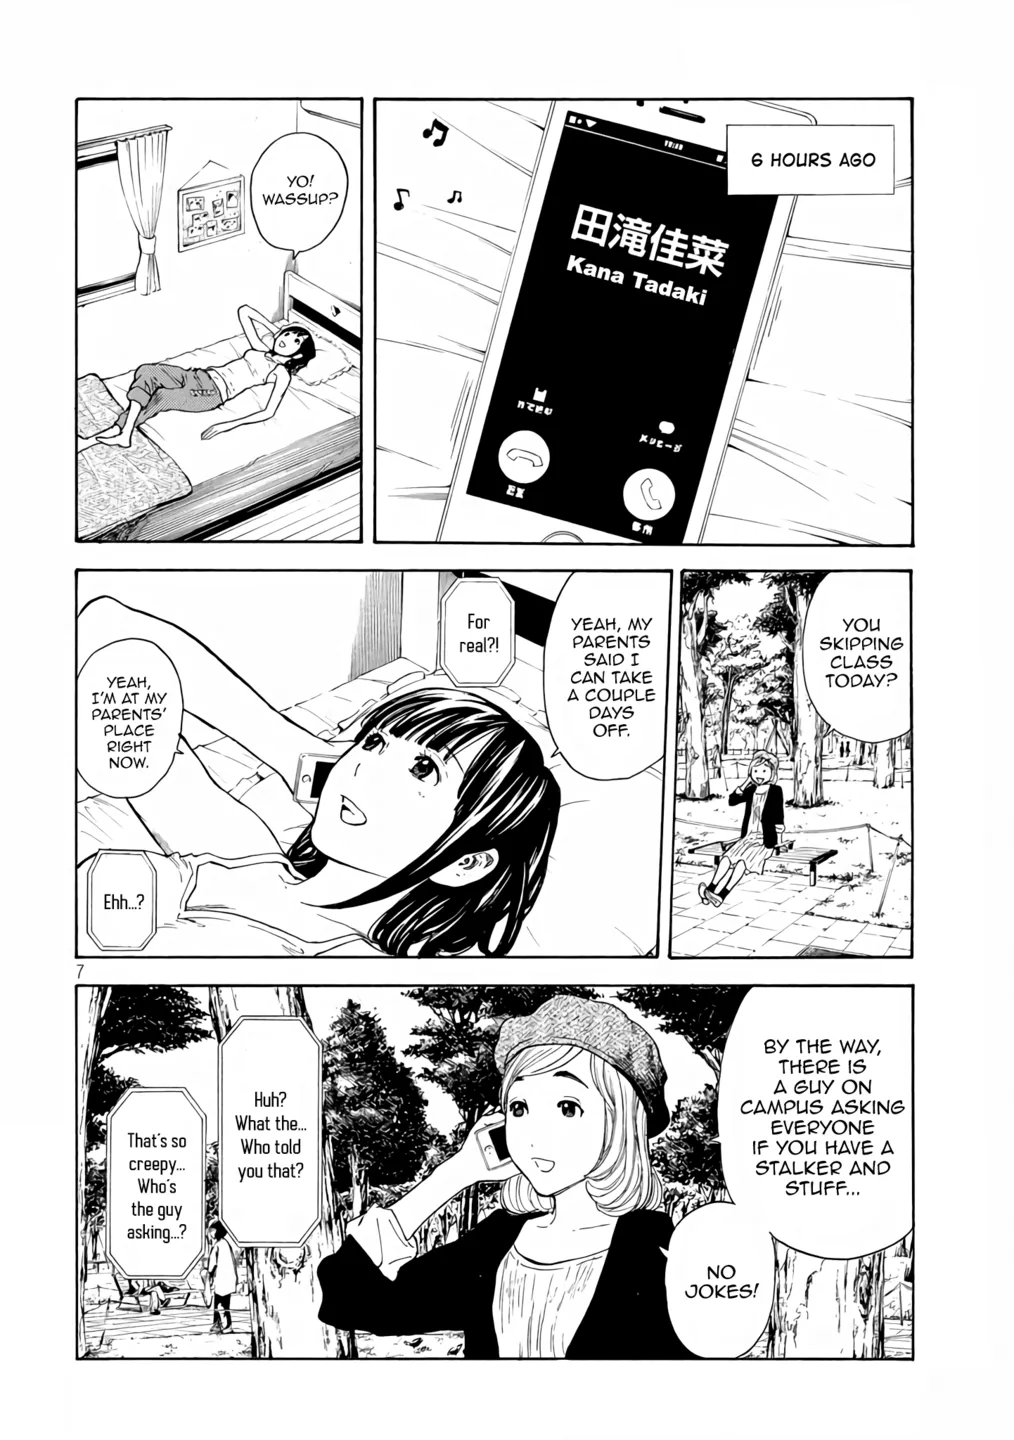 6 HOURS AGO
田滝佳菜
Kana Tadaki
YO!
WASSUP?
YOU
SKIPPING
CLASS
TODAY?
YEAH, MY
PARENTS
SAID I
CAN TAKE
A COUPLE
DAYS
OFF.
For
real?!
YEAH,
I'M AT MY
PARENTS'
PLACE
RIGHT
NOW.
Ehh...?
7
BY THE WAY,
THERE IS
A GUY ON
CAMPUS ASKING
EVERYONE
IF YOU HAVE A
STALKER AND
STUFF...
NO
JOKES!
Huh?
What the...
Who told
you that?
That's so
creepy...
Who's
the guy
asking...?